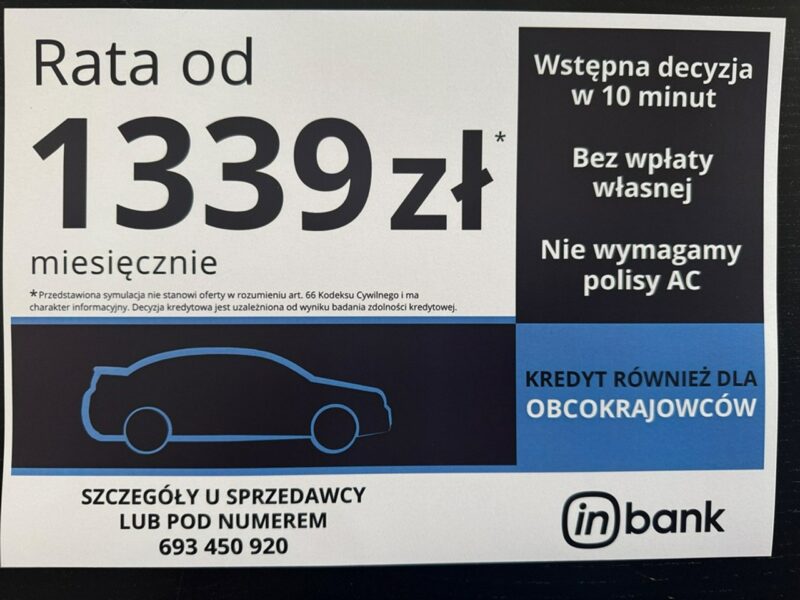 Rata od
1339 zł*
miesięcznie
*Przedstawiona symulacja nie stanowi oferty w rozumieniu art. 66 Kodeksu Cywilnego i ma
charakter informacyjny. Decyzja kredytowa jest uzależniona od wyniku badania zdolności kredytowej.
Wstępna decyzja
w 10 minut
Bez wpłaty
własnej
Nie wymagamy
polisy AC
KREDYT RÓWNIEŻ DLA
OBCOKRAJOWCÓW
SZCZEGÓŁY U SPRZEDAWCY
LUB POD NUMEREM
693 450 920
inbank